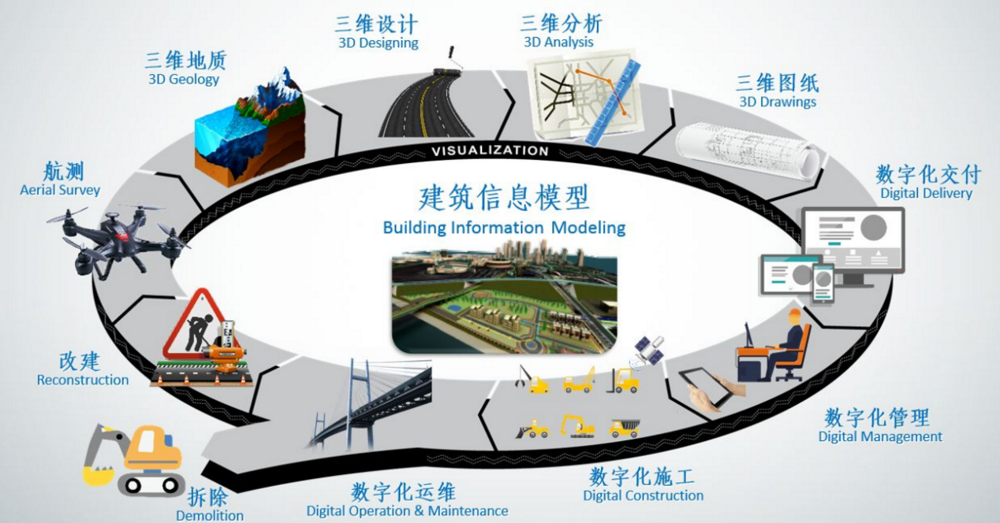 三维设计
3D Designing
三维分析
3D Analysis
三维地质
3D Geology
三维图纸
3D Drawings
航测
Aerial Survey
VISUALIZATION
数字化交付
Digital Delivery
建筑信息模型
Building Information Modeling
改建
Reconstruction
数字化管理
Digital Management
数字化施工
Digital Construction
数字化运维
Digital Operation & Maintenance
拆除
Demolition